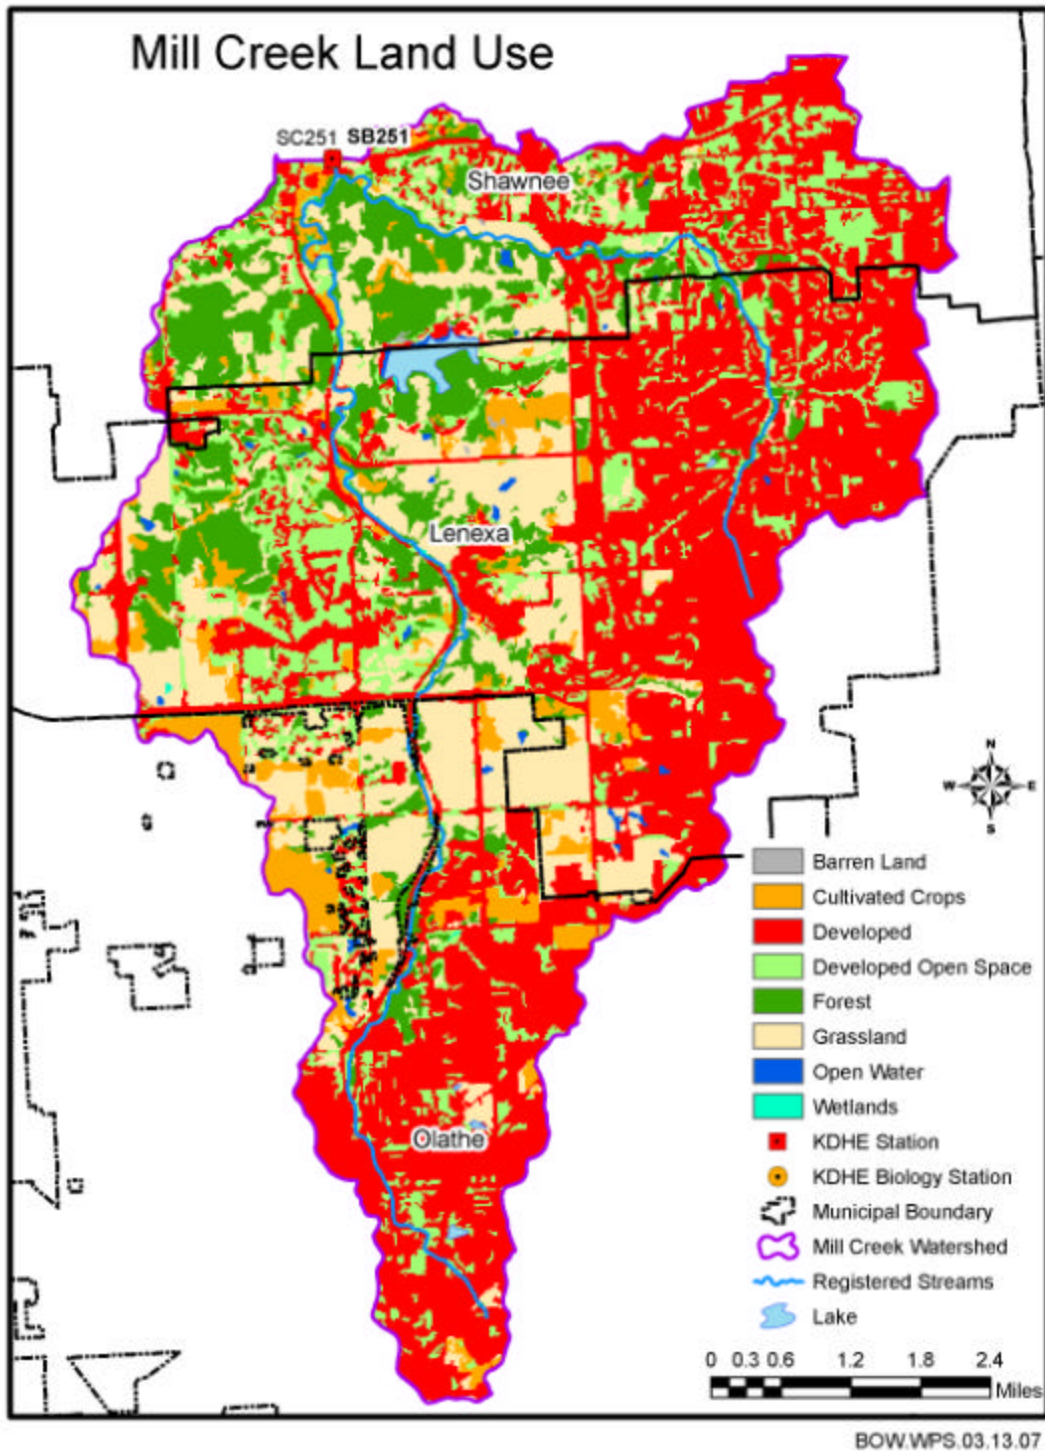 Mill Creek Land Use
SC251 SB251
Shawnee
Lenexa
Olathe
N
W E
S
Barren Land
Cultivated Crops
Developed
Developed Open Space
Forest
Grassland
Open Water
Wetlands
KDHE Station
KDHE Biology Station
Municipal Boundary
Mill Creek Watershed
Registered Streams
Lake
0 0.3 0.6 1.2 1.8 2.4
Miles
BOW.WPS.03.13.07